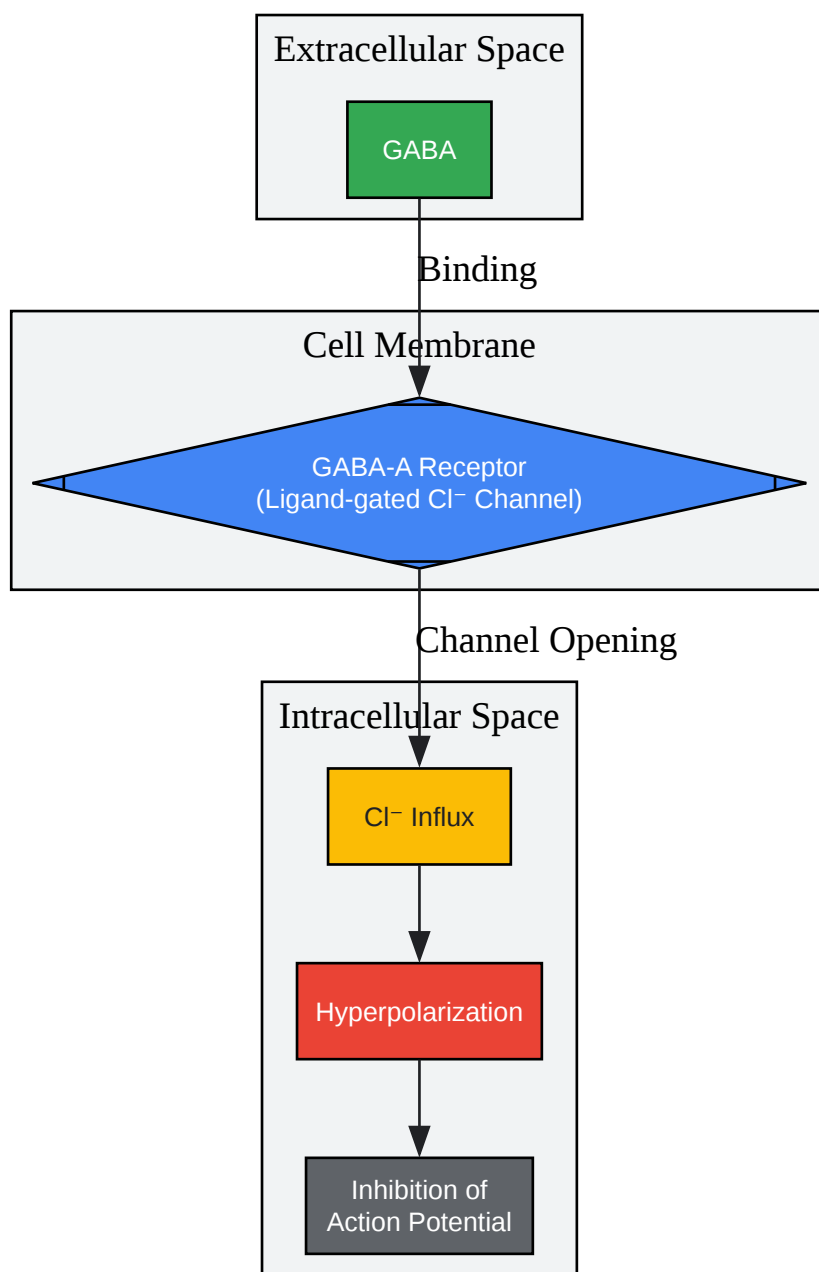 Extracellular Space
GABA
Binding
Cell Membrane
GABA-A Receptor
(Ligand-gated Cl⁻ Channel)
Channel Opening
Intracellular Space
Cl⁻ Influx
Hyperpolarization
Inhibition of
Action Potential